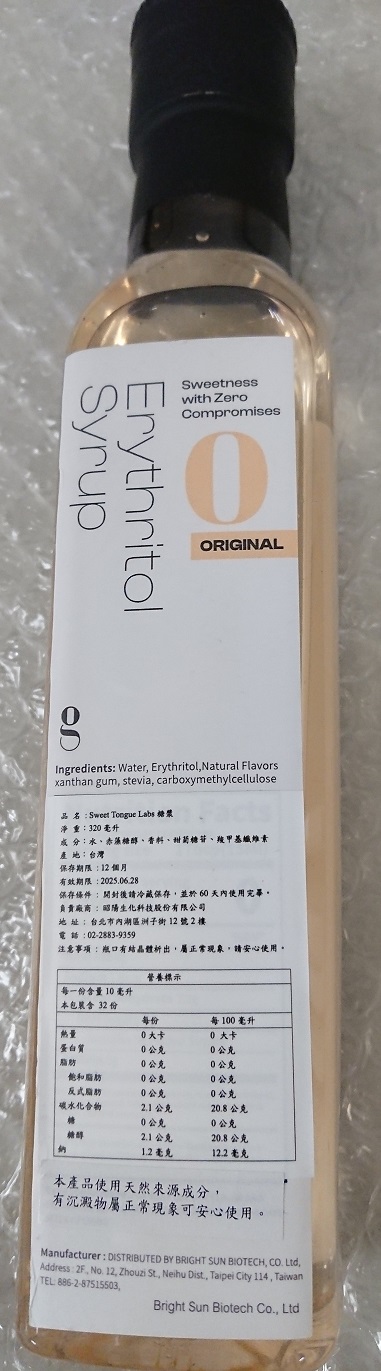 Sweetness
with Zero
Compromises
0
ORIGINAL
Erythritol
Syrup
g
Ingredients: Water, Erythritol,Natural Flavors
xanthan gum, stevia, carboxymethylcellulose
品 名 : Sweet Tongue Labs 糖漿
淨 重 : 320 毫升
成 分 : 水、赤藻糖醇、香料、甜菊糖苷、羧甲基纖維素
產 地 : 台灣
保存期限 : 12 個月
有效期限 : 2025.06.28
保存條件 : 開封後請冷藏保存，並於 60 天內使用完畢。
負責廠商 : 昭陽生化科技股份有限公司
地 址 : 台北市內湖區洲子街 12 號 2 樓
電 話 : 02-2883-9359
注意事項 : 瓶口有結晶體析出，屬正常現象，請安心使用。
營養標示
每一份含量 10 毫升
本包裝含 32 份
每份 每 100 毫升
熱量 0 大卡 0 大卡
蛋白質 0 公克 0 公克
脂肪 0 公克 0 公克
飽和脂肪 0 公克 0 公克
反式脂肪 0 公克 0 公克
碳水化合物 2.1 公克 20.8 公克
糖 0 公克 0 公克
糖醇 2.1 公克 20.8 公克
鈉 1.2 毫克 12.2 毫克
本產品使用天然來源成分，
有沉澱物屬正常現象可安心使用。
Manufacturer : DISTRIBUTED BY BRIGHT SUN BIOTECH, CO. Ltd,
Address : 2F., No. 12, Zhouzi St., Neihu Dist., Taipei City 114 , Taiwan
TEL. 886-2-87515503,
Bright Sun Biotech Co., Ltd